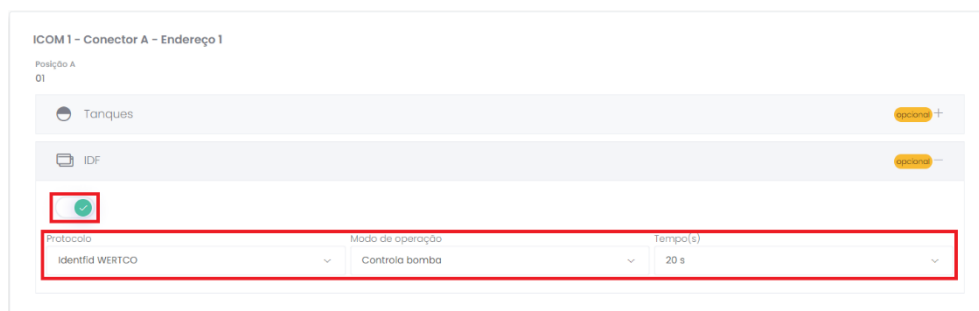 ICOM 1 - Conector A - Endereço 1
Posição A
01
Tanques
opcional
IDF
opcional
Protocolo Modo de operação Tempo(s)
Identfid WERTCO Controla bomba 20 s